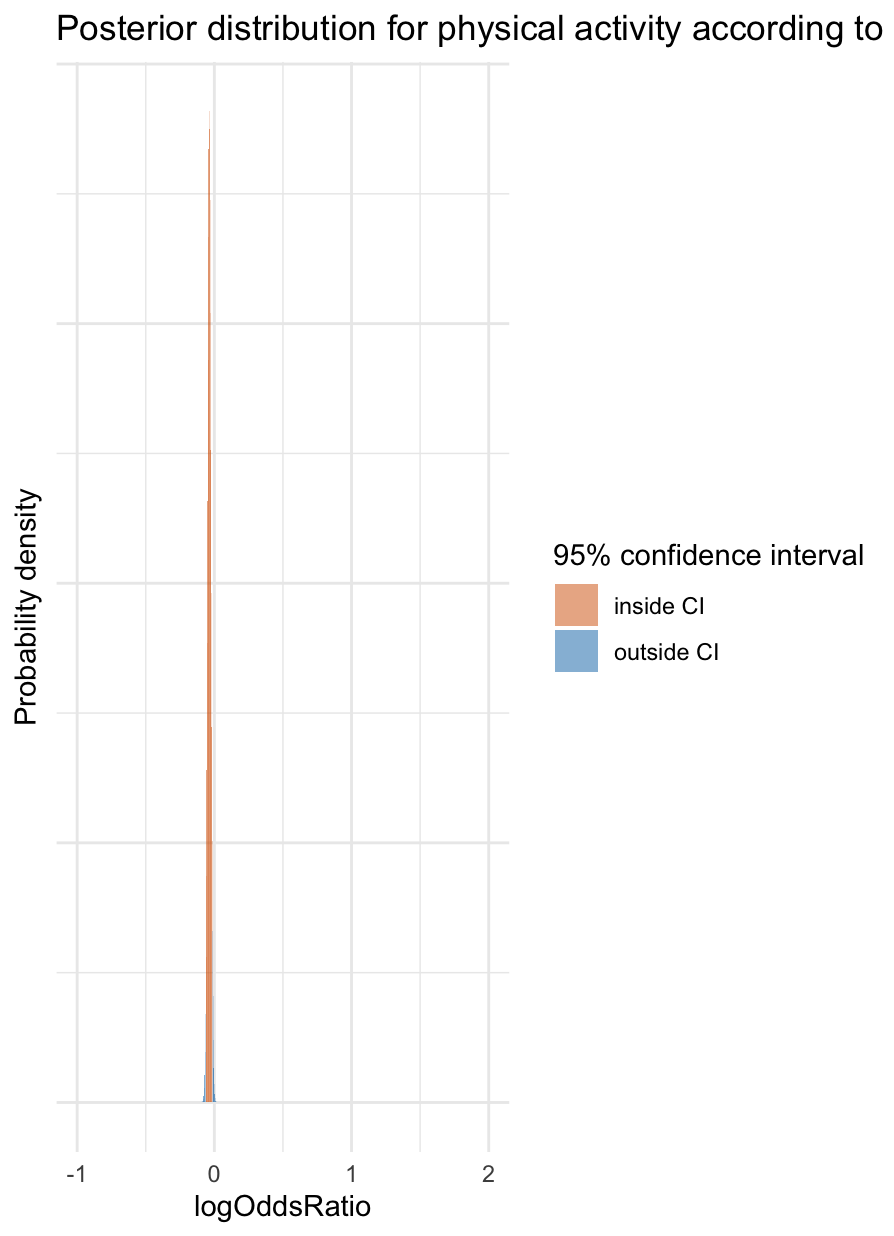 Posterior distribution for physical activity according to
Probability density
95% confidence interval
inside CI
outside CI
-1 0 1 2
logOddsRatio